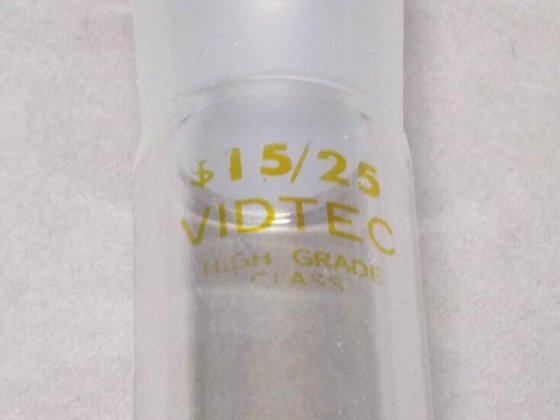 $ 15/25
VIDTEC
HIGH GRADE
GLASS